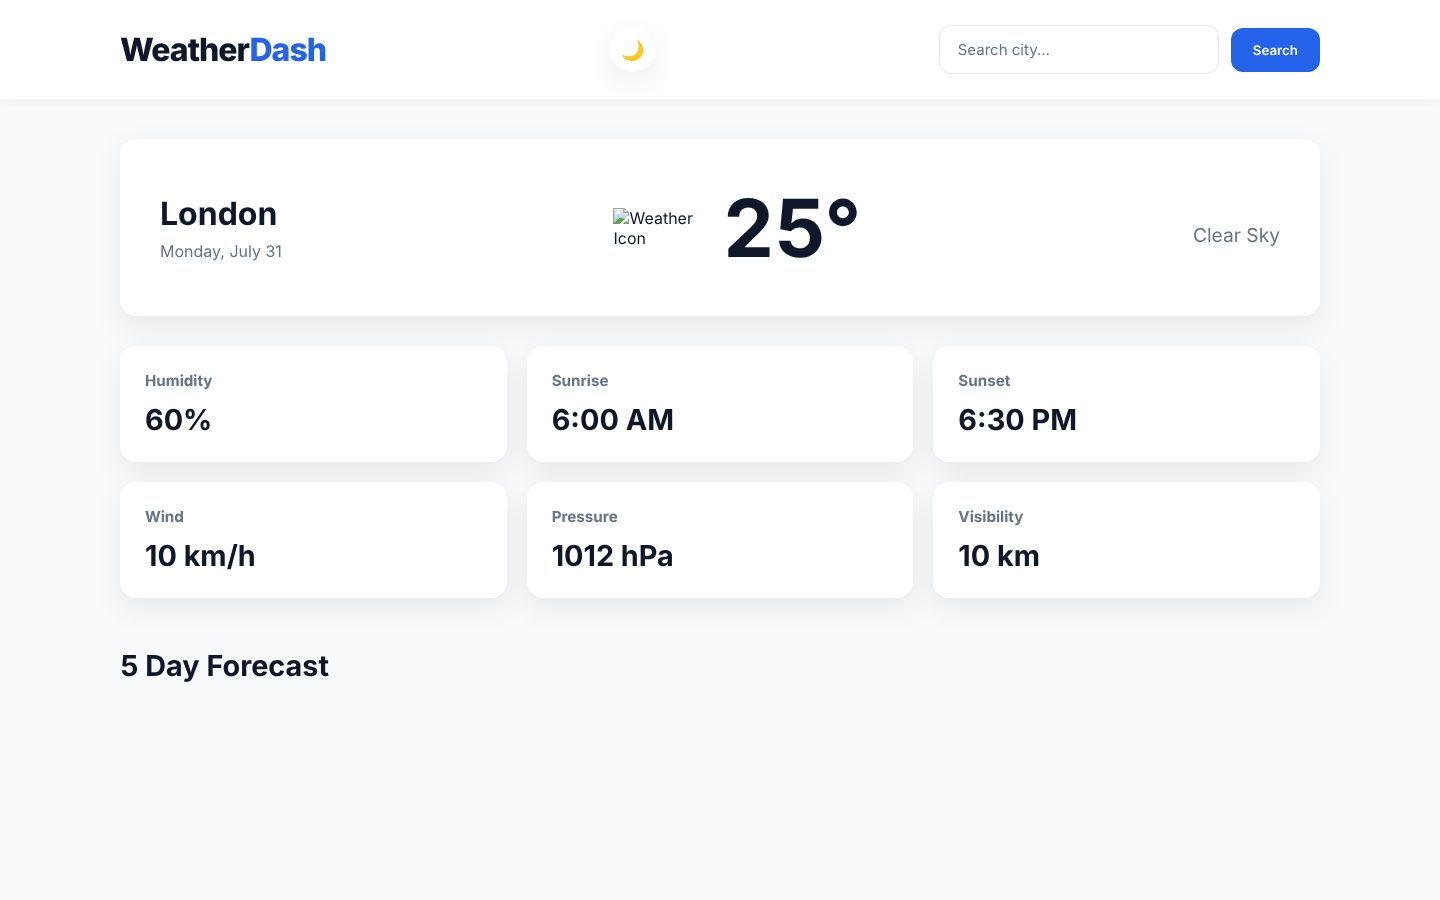 WeatherDash
Search city...
Search
London
Monday, July 31
Weather
Icon
25°
Clear Sky
Humidity
60%
Sunrise
6:00 AM
Sunset
6:30 PM
Wind
10 km/h
Pressure
1012 hPa
Visibility
10 km
5 Day Forecast